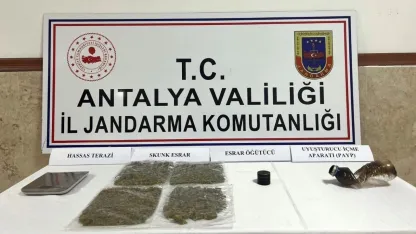 T.C.
ANTALYA VALİLİĞİ
İL JANDARMA KOMUTANLIĞI
HASSAS TERAZİ
SKUNK ESRAR
ESRAR ÖĞÜTÜCÜ
UYUŞTURUCU İÇME
APARATI (PAYP)